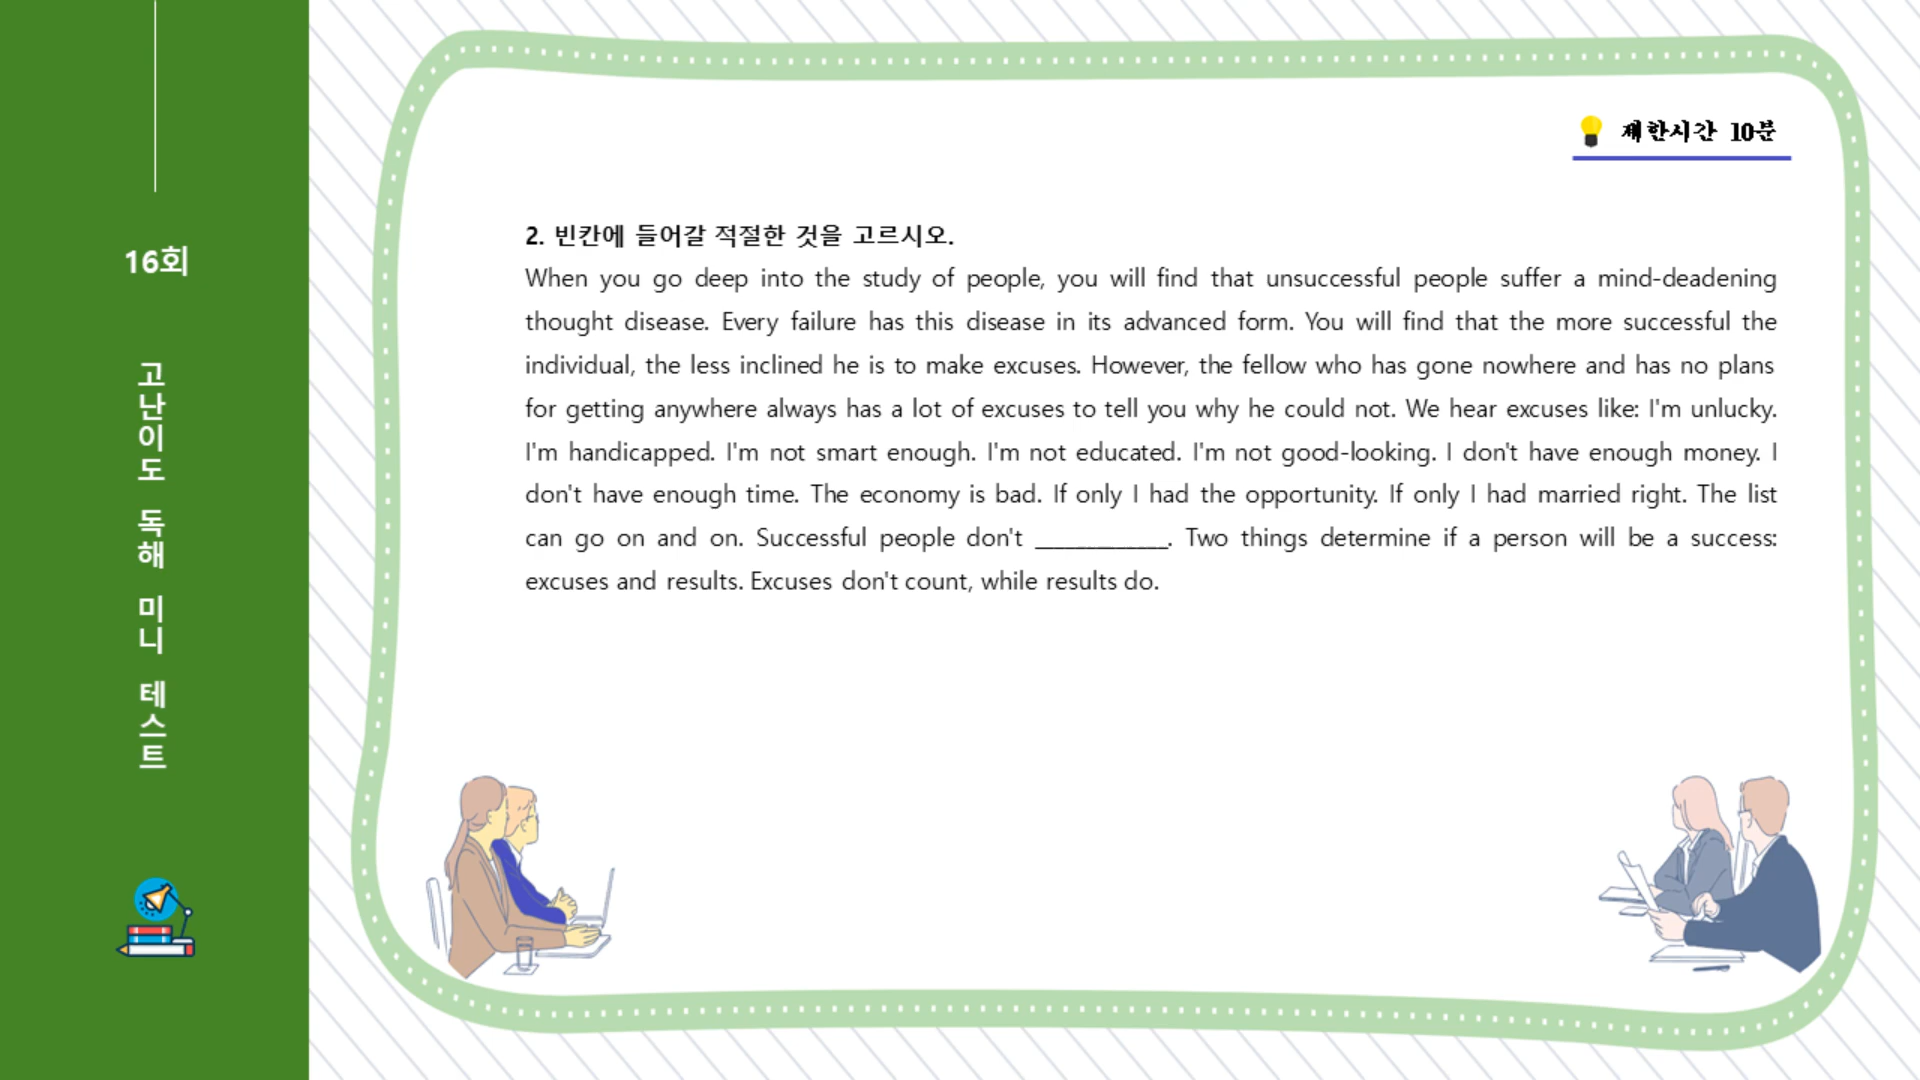 16회
고난이도 독해 미니 테스트
제한시간 10분
2. 빈칸에 들어갈 적절한 것을 고르시오.
When you go deep into the study of people, you will find that unsuccessful people suffer a mind-deadening
thought disease. Every failure has this disease in its advanced form. You will find that the more successful the
individual, the less inclined he is to make excuses. However, the fellow who has gone nowhere and has no plans
for getting anywhere always has a lot of excuses to tell you why he could not. We hear excuses like: I'm unlucky.
I'm handicapped. I'm not smart enough. I'm not educated. I'm not good-looking. I don't have enough money. I
don't have enough time. The economy is bad. If only I had the opportunity. If only I had married right. The list
can go on and on. Successful people don't ___________. Two things determine if a person will be a success:
excuses and results. Excuses don't count, while results do.